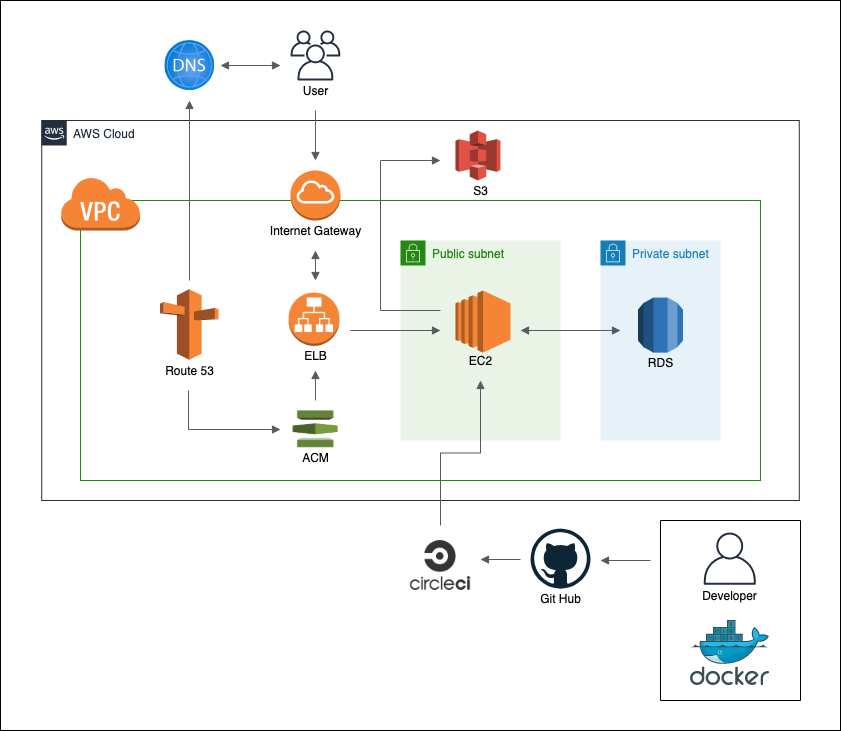 DNS
User
aws
AWS Cloud
S3
VPC
Internet Gateway
Public subnet
Private subnet
Route 53
ELB
EC2
RDS
ACM
circleci
Git Hub
Developer
docker